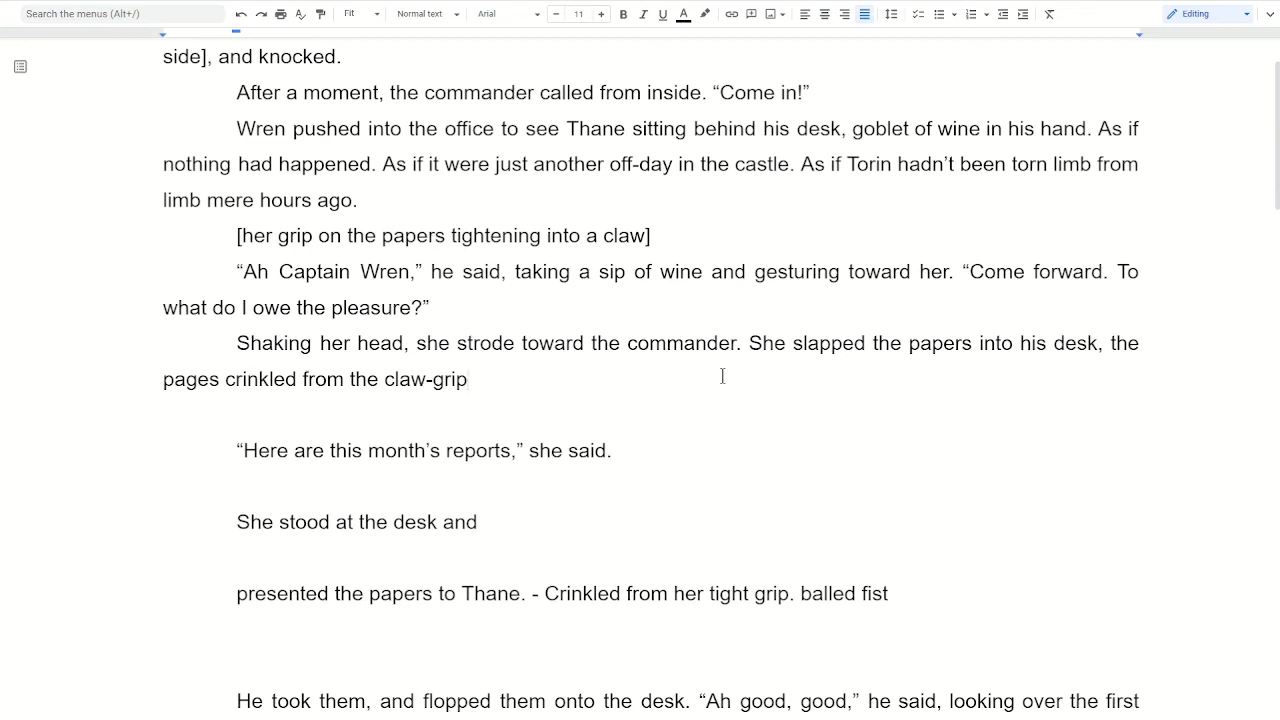 Search the menus (Alt+/) Fit Normal text Arial − 11 + B I U A Editing
side], and knocked.
After a moment, the commander called from inside. “Come in!”
Wren pushed into the office to see Thane sitting behind his desk, goblet of wine in his hand. As if
nothing had happened. As if it were just another off-day in the castle. As if Torin hadn’t been torn limb from
limb mere hours ago.
[her grip on the papers tightening into a claw]
“Ah Captain Wren,” he said, taking a sip of wine and gesturing toward her. “Come forward. To
what do I owe the pleasure?”
Shaking her head, she strode toward the commander. She slapped the papers into his desk, the
pages crinkled from the claw-grip
“Here are this month’s reports,” she said.
She stood at the desk and
presented the papers to Thane. - Crinkled from her tight grip. balled fist
He took them, and flopped them onto the desk. “Ah good, good,” he said, looking over the first